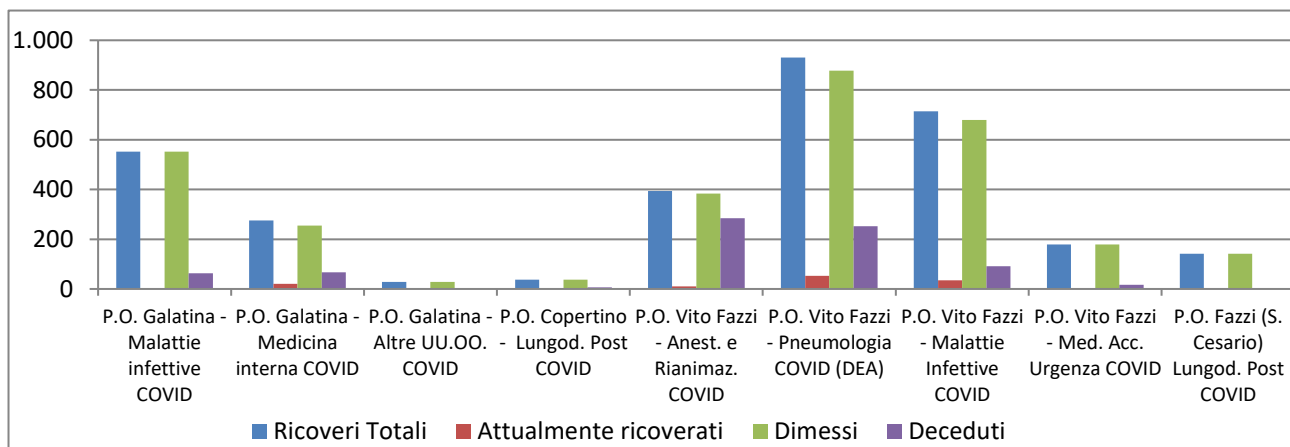 1.000
800
600
400
200
0
P.O. Galatina -
Malattie
infettive
COVID
P.O. Galatina -
Medicina
interna COVID
P.O. Galatina -
Altre UU.OO.
COVID
P.O. Copertino
- Lungod. Post
COVID
P.O. Vito Fazzi
- Anest. e
Rianimaz.
COVID
P.O. Vito Fazzi
- Pneumologia
COVID (DEA)
P.O. Vito Fazzi
- Malattie
Infettive
COVID
P.O. Vito Fazzi
- Med. Acc.
Urgenza COVID
P.O. Fazzi (S.
Cesario)
Lungod. Post
COVID
Ricoveri Totali
Attualmente ricoverati
Dimessi
Deceduti